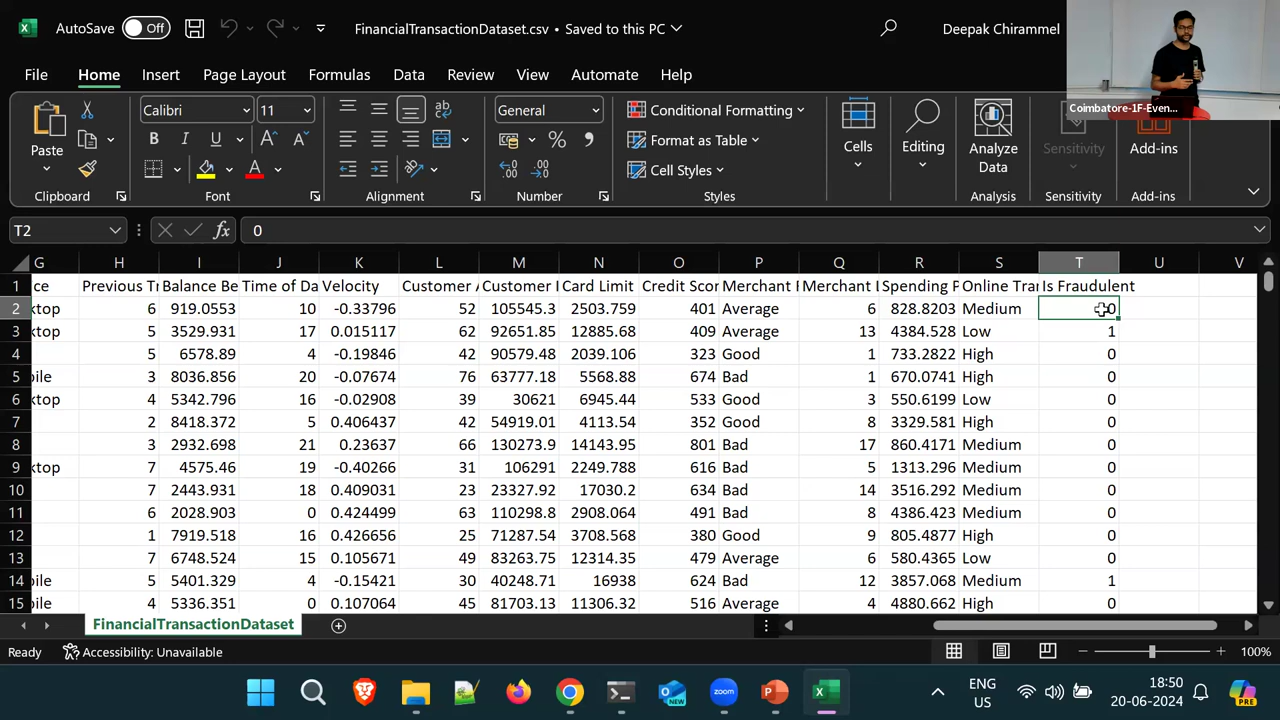 AutoSave Off FinancialTransactionDataset.csv • Saved to this PC Deepak Chirammel
Coimbatore-1F-Even...
File Home Insert Page Layout Formulas Data Review View Automate Help
Paste Calibri 11 General Conditional Formatting Format as Table Cell Styles Cells Editing Analyze Data Sensitivity Add-ins
B I U A A A % 9
Clipboard Font Alignment Number Styles Analysis Sensitivity Add-ins
T2 fx 0
G H I J K L M N O P Q R S T U V
1 ce Previous Tr Balance Be Time of Da Velocity Customer A Customer I Card Limit Credit Scor Merchant Merchant Spending P Online Tra Is Fraudulent
2 ktop 6 919.0553 10 -0.33796 52 105545.3 2503.759 401 Average 6 828.8203 Medium 0
3 ktop 5 3529.931 17 0.015117 62 92651.85 12885.68 409 Average 13 4384.528 Low 1
4 5 6578.89 4 -0.19846 42 90579.48 2039.106 323 Good 1 733.2822 High 0
5 bile 3 8036.856 20 -0.07674 76 63777.18 5568.88 674 Bad 1 670.0741 High 0
6 ktop 4 5342.796 16 -0.02908 39 30621 6945.44 533 Good 3 550.6199 Low 0
7 2 8418.372 5 0.406437 42 54919.01 4113.54 352 Good 8 3329.581 High 0
8 3 2932.698 21 0.23637 66 130273.9 14143.95 801 Bad 17 860.4171 Medium 0
9 ktop 7 4575.46 19 -0.40266 31 106291 2249.788 616 Bad 5 1313.296 Medium 0
10 7 2443.931 18 0.409031 23 23327.92 17030.2 634 Bad 14 3516.292 Medium 0
11 6 2028.903 0 0.424499 63 110298.8 2908.064 491 Bad 8 4386.423 Medium 0
12 1 7919.518 16 0.426656 25 71287.54 3708.568 380 Good 9 805.4877 High 0
13 7 6748.524 15 0.105671 49 83263.75 12314.35 479 Average 6 580.4365 Low 0
14 bile 5 5401.329 4 -0.15421 30 40248.71 16938 624 Bad 12 3857.068 Medium 1
15 bile 4 5336.351 0 0.107064 45 81703.13 11306.32 516 Average 4 4880.662 High 0
FinancialTransactionDataset
Ready Accessibility: Unavailable 100%
zoom NEW ENG US 18:50 20-06-2024 PRE